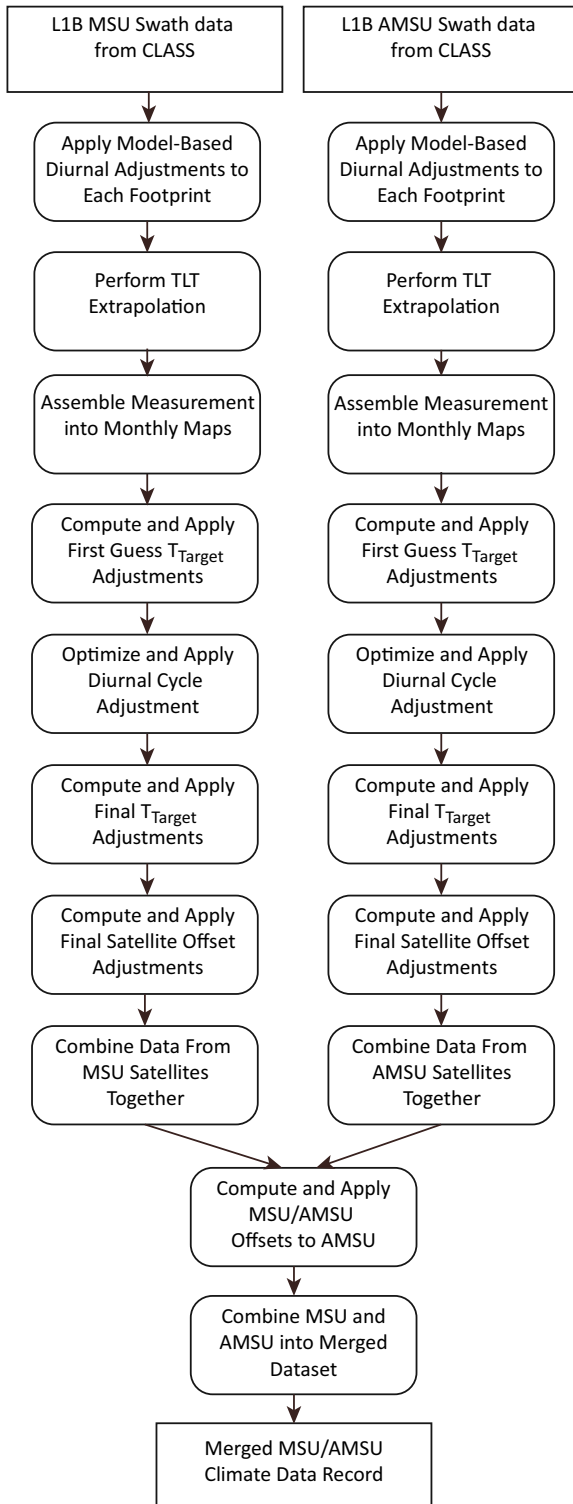 L1B MSU Swath data
from CLASS
Apply Model-Based
Diurnal Adjustments to
Each Footprint
Perform TLT
Extrapolation
Assemble Measurement
into Monthly Maps
Compute and Apply
First Guess TTarget
Adjustments
Optimize and Apply
Diurnal Cycle
Adjustment
Compute and Apply
Final TTarget
Adjustments
Compute and Apply
Final Satellite Offset
Adjustments
Combine Data From
MSU Satellites
Together
L1B AMSU Swath data
from CLASS
Apply Model-Based
Diurnal Adjustments to
Each Footprint
Perform TLT
Extrapolation
Assemble Measurement
into Monthly Maps
Compute and Apply
First Guess TTarget
Adjustments
Optimize and Apply
Diurnal Cycle
Adjustment
Compute and Apply
Final TTarget
Adjustments
Compute and Apply
Final Satellite Offset
Adjustments
Combine Data From
AMSU Satellites
Together
Compute and Apply
MSU/AMSU
Offsets to AMSU
Combine MSU and
AMSU into Merged
Dataset
Merged MSU/AMSU
Climate Data Record